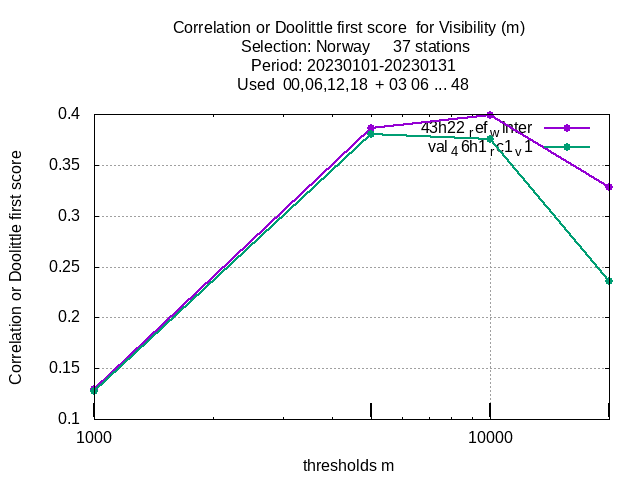 Correlation or Doolittle first score  for Visibility (m)
Selection: Norway     37 stations
Period: 20230101-20230131
Used  00,06,12,18  + 03 06 ... 48
0.4
43h22ᵣef_winter
val₄6h1ᵣc1ᵥ1
0.35
0.3
0.25
0.2
0.15
0.1
Correlation or Doolittle first score
1000
10000
thresholds m